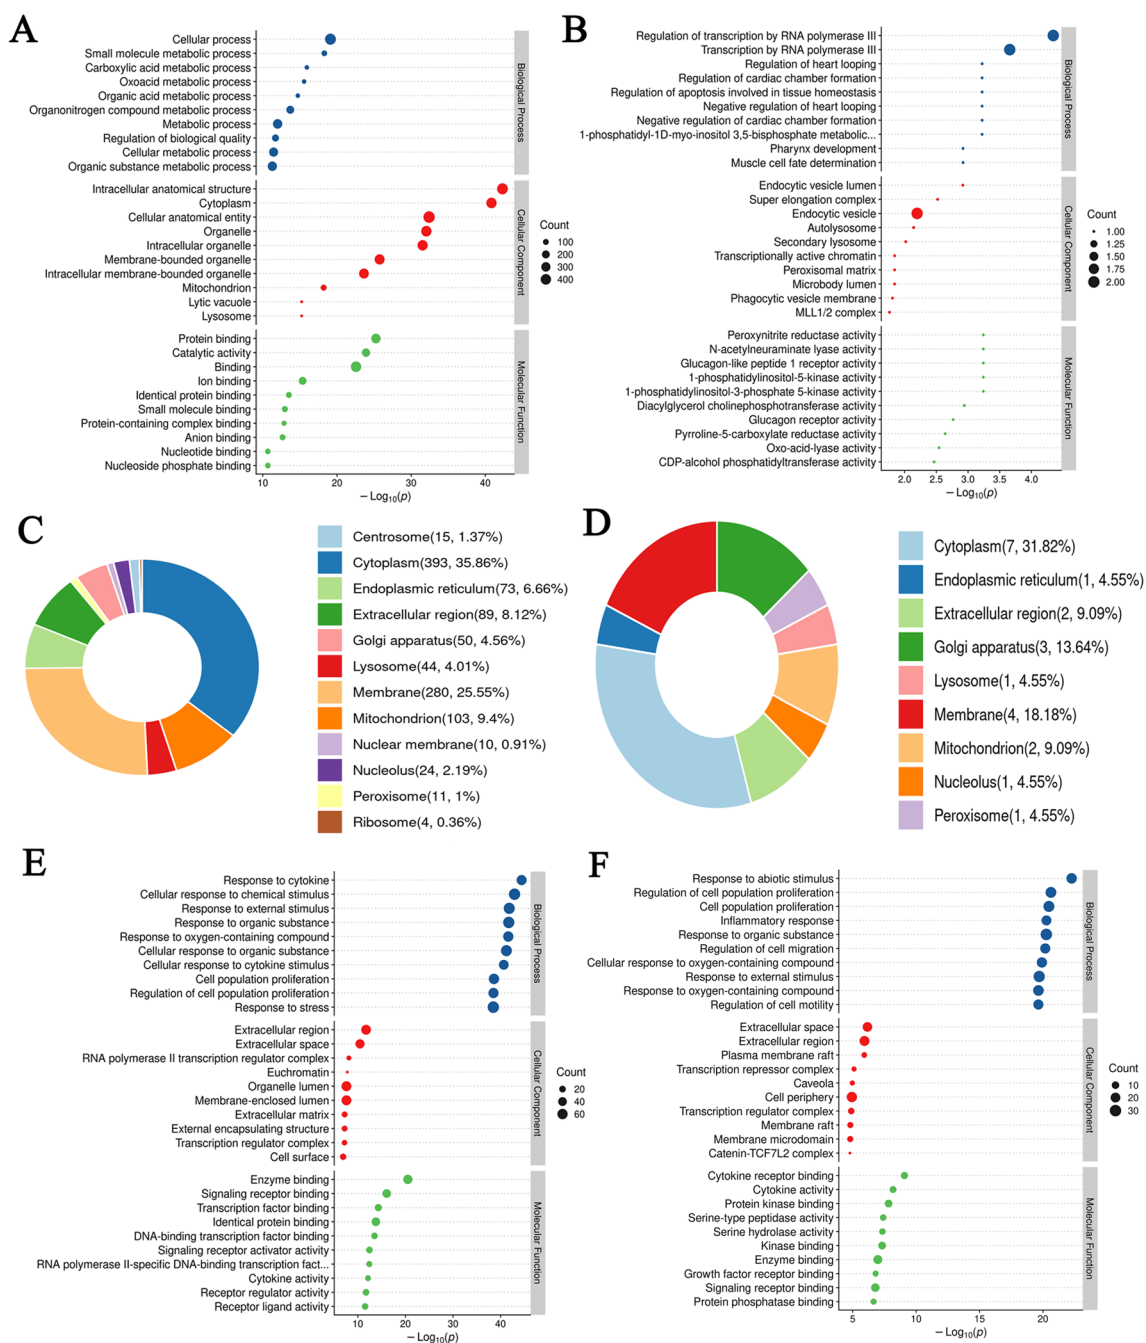 A
Cellular process
Small molecule metabolic process
Carboxylic acid metabolic process
Oxoacid metabolic process
Organic acid metabolic process
Organonitrogen compound metabolic process
Metabolic process
Regulation of biological quality
Cellular metabolic process
Organic substance metabolic process
Biological Process
Intracellular anatomical structure
Cytoplasm
Cellular anatomical entity
Organelle
Intracellular organelle
Membrane-bounded organelle
Intracellular membrane-bounded organelle
Mitochondrion
Lytic vacuole
Lysosome
Cellular Component
Protein binding
Catalytic activity
Binding
Ion binding
Identical protein binding
Small molecule binding
Protein-containing complex binding
Anion binding
Nucleotide binding
Nucleoside phosphate binding
Molecular Function
10 20 30 40
−Log10(p)
Count
100
200
300
400
B
Regulation of transcription by RNA polymerase III
Transcription by RNA polymerase III
Regulation of heart looping
Regulation of cardiac chamber formation
Regulation of apoptosis involved in tissue homeostasis
Negative regulation of heart looping
Negative regulation of cardiac chamber formation
1-phosphatidyl-1D-myo-inositol 3,5-bisphosphate metabolic...
Pharynx development
Muscle cell fate determination
Biological Process
Endocytic vesicle lumen
Super elongation complex
Endocytic vesicle
Autolysosome
Secondary lysosome
Transcriptionally active chromatin
Peroxisomal matrix
Microbody lumen
Phagocytic vesicle membrane
MLL1/2 complex
Cellular Component
Peroxynitrite reductase activity
N-acetylneuraminate lyase activity
Glucagon-like peptide 1 receptor activity
1-phosphatidylinositol-5-kinase activity
1-phosphatidylinositol-3-phosphate 5-kinase activity
Diacylglycerol cholinephosphotransferase activity
Glucagon receptor activity
Pyrroline-5-carboxylate reductase activity
Oxo-acid-lyase activity
CDP-alcohol phosphatidyltransferase activity
Molecular Function
2.0 2.5 3.0 3.5 4.0
−Log10(p)
Count
1.00
1.25
1.50
1.75
2.00
C
Centrosome(15, 1.37%)
Cytoplasm(393, 35.86%)
Endoplasmic reticulum(73, 6.66%)
Extracellular region(89, 8.12%)
Golgi apparatus(50, 4.56%)
Lysosome(44, 4.01%)
Membrane(280, 25.55%)
Mitochondrion(103, 9.4%)
Nuclear membrane(10, 0.91%)
Nucleolus(24, 2.19%)
Peroxisome(11, 1%)
Ribosome(4, 0.36%)
D
Cytoplasm(7, 31.82%)
Endoplasmic reticulum(1, 4.55%)
Extracellular region(2, 9.09%)
Golgi apparatus(3, 13.64%)
Lysosome(1, 4.55%)
Membrane(4, 18.18%)
Mitochondrion(2, 9.09%)
Nucleolus(1, 4.55%)
Peroxisome(1, 4.55%)
E
Response to cytokine
Cellular response to chemical stimulus
Response to external stimulus
Response to organic substance
Response to oxygen-containing compound
Cellular response to organic substance
Cellular response to cytokine stimulus
Cell population proliferation
Regulation of cell population proliferation
Response to stress
Biological Process
Extracellular region
Extracellular space
RNA polymerase II transcription regulator complex
Euchromatin
Organelle lumen
Membrane-enclosed lumen
Extracellular matrix
External encapsulating structure
Transcription regulator complex
Cell surface
Cellular Component
Enzyme binding
Signaling receptor binding
Transcription factor binding
Identical protein binding
DNA-binding transcription factor binding
Signaling receptor activator activity
RNA polymerase II-specific DNA-binding transcription fact...
Cytokine activity
Receptor regulator activity
Receptor ligand activity
Molecular Function
10 20 30 40
−Log10(p)
Count
20
40
60
F
Response to abiotic stimulus
Regulation of cell population proliferation
Cell population proliferation
Inflammatory response
Response to organic substance
Regulation of cell migration
Cellular response to oxygen-containing compound
Response to external stimulus
Response to oxygen-containing compound
Regulation of cell motility
Biological Process
Extracellular space
Extracellular region
Plasma membrane raft
Transcription repressor complex
Caveola
Cell periphery
Transcription regulator complex
Membrane raft
Membrane microdomain
Catenin-TCF7L2 complex
Cellular Component
Cytokine receptor binding
Cytokine activity
Protein kinase binding
Serine-type peptidase activity
Serine hydrolase activity
Kinase binding
Enzyme binding
Growth factor receptor binding
Signaling receptor binding
Protein phosphatase binding
Molecular Function
5 10 15 20
−Log10(p)
Count
10
20
30